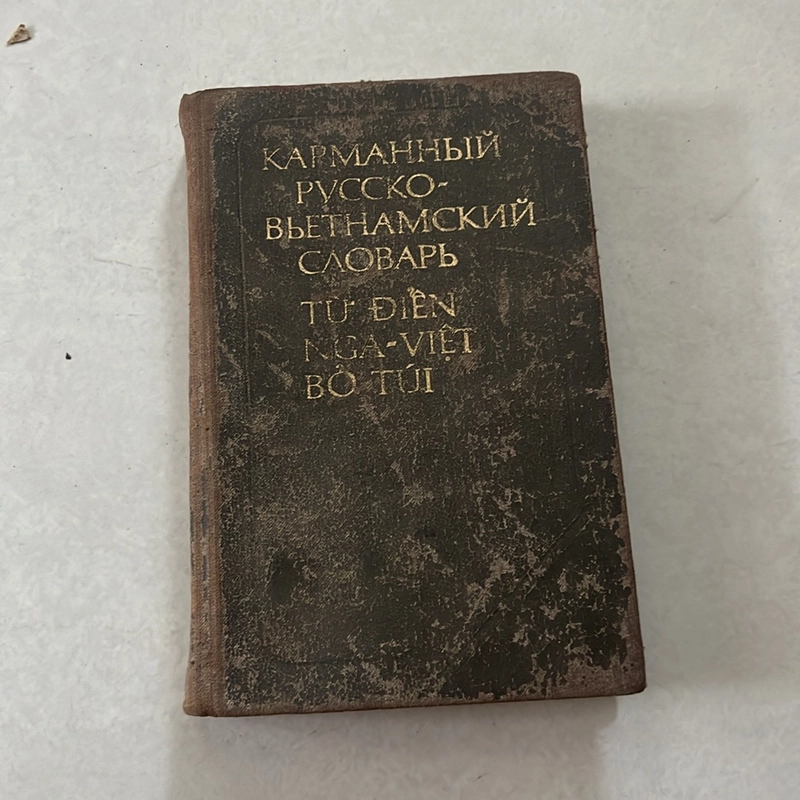 КАРМАННЫЙ
РУССКО-
ВЬЕТНАМСКИЙ
СЛОВАРЬ
TỪ ĐIỂN
NGA-VIỆT
BỎ TÚI